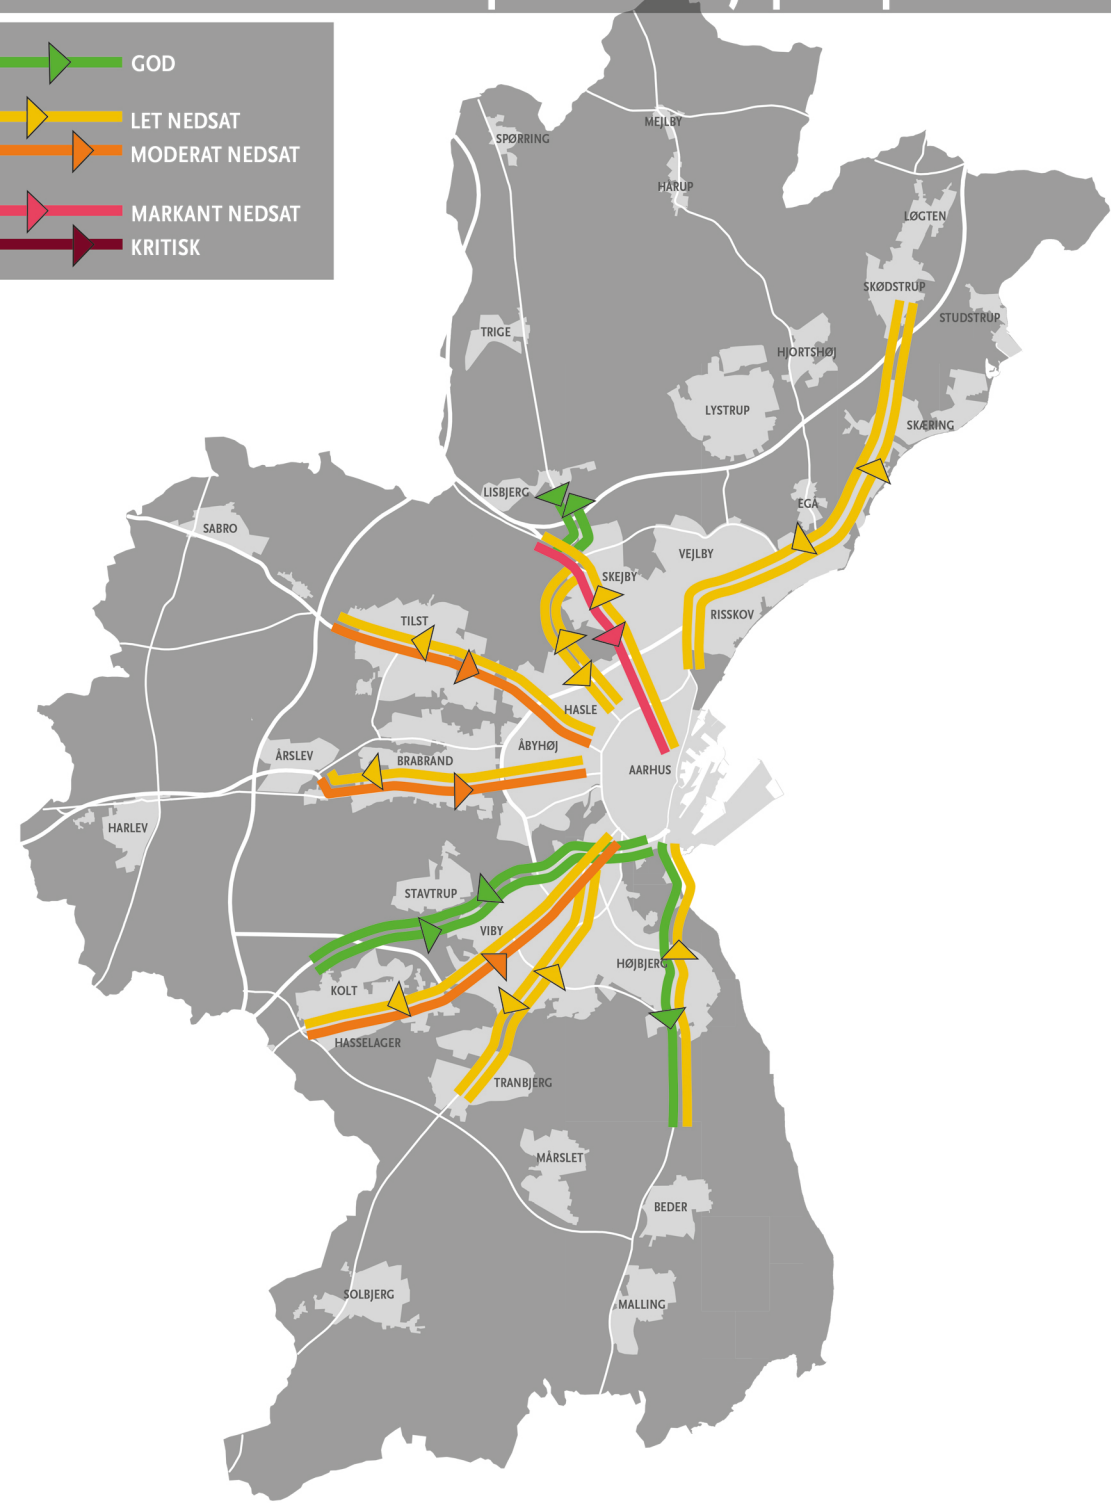 GOD
LET NEDSAT
MODERAT NEDSAT
MARKANT NEDSAT
KRITISK
MEJLBY
SPØRRING
HÅRUP
LØGTEN
SKØDSTRUP
STUDSTRUP
TRIGE
HJORTSHØJ
LYSTRUP
SKÆRING
LISBJERG
EGÅ
SABRO
VEJLBY
SKEJBY
RISSKOV
TILST
HASLE
ÅBYHØJ
ÅRSLEV
BRABRAND
AARHUS
HARLEV
STAVTRUP
VIBY
HØJBJERG
KOLT
HASSELAGER
TRANBJERG
MÅRSLET
BEDER
SOLBJERG
MALLING